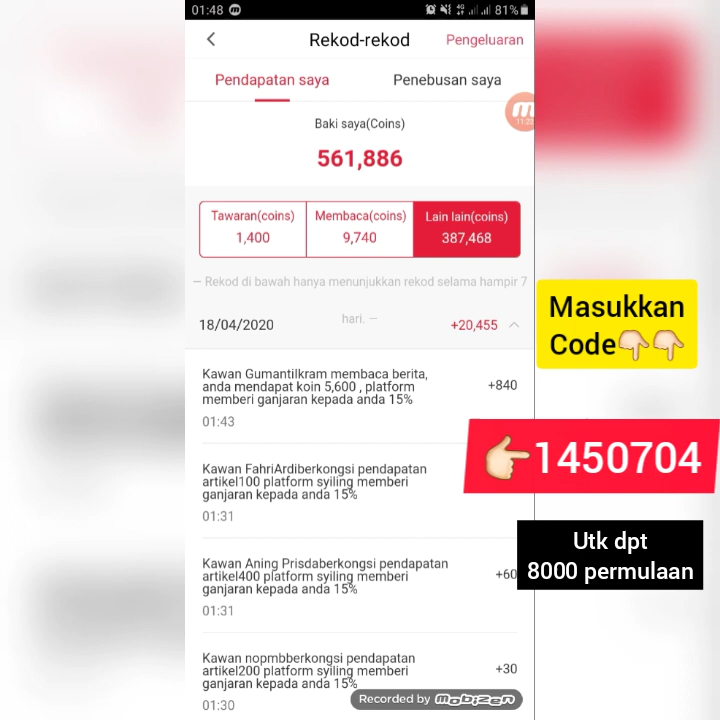 01:48
4G 81%
Rekod-rekod
Pengeluaran
Pendapatan saya
Penebusan saya
Baki saya(Coins)
11:22
561,886
Tawaran(coins)
1,400
Membaca(coins)
9,740
Lain lain(coins)
387,468
— Rekod di bawah hanya menunjukkan rekod selama hampir 7
hari. —
18/04/2020
+20,455
Masukkan
Code👇🏻👇🏻
Kawan Gumantilkram membaca berita,
anda mendapat koin 5,600 , platform
memberi ganjaran kepada anda 15%
+840
01:43
👉🏻1450704
Kawan FahriArdiberkongsi pendapatan
artikel100 platform syiling memberi
ganjaran kepada anda 15%
01:31
Utk dpt
8000 permulaan
Kawan Aning Prisdaberkongsi pendapatan
artikel400 platform syiling memberi
ganjaran kepada anda 15%
+60
01:31
Kawan nopmbberkongsi pendapatan
artikel200 platform syiling memberi
ganjaran kepada anda 15%
+30
01:30
Recorded by mobizen